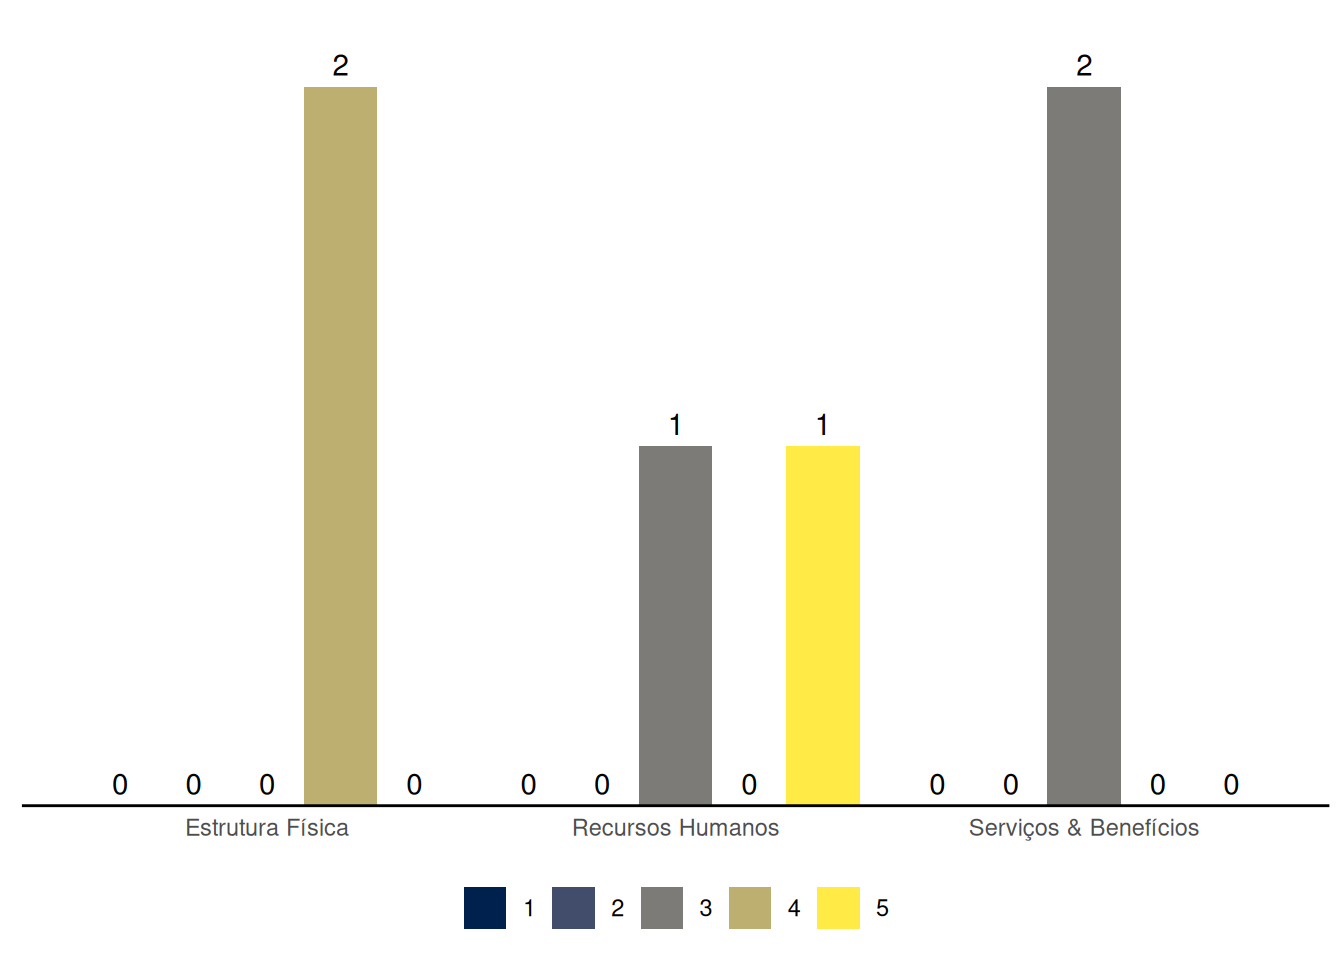 2 2
1 1
0 0 0 0 0 0 0 0 0 0 0
Estrutura Física Recursos Humanos Serviços & Benefícios
1 2 3 4 5